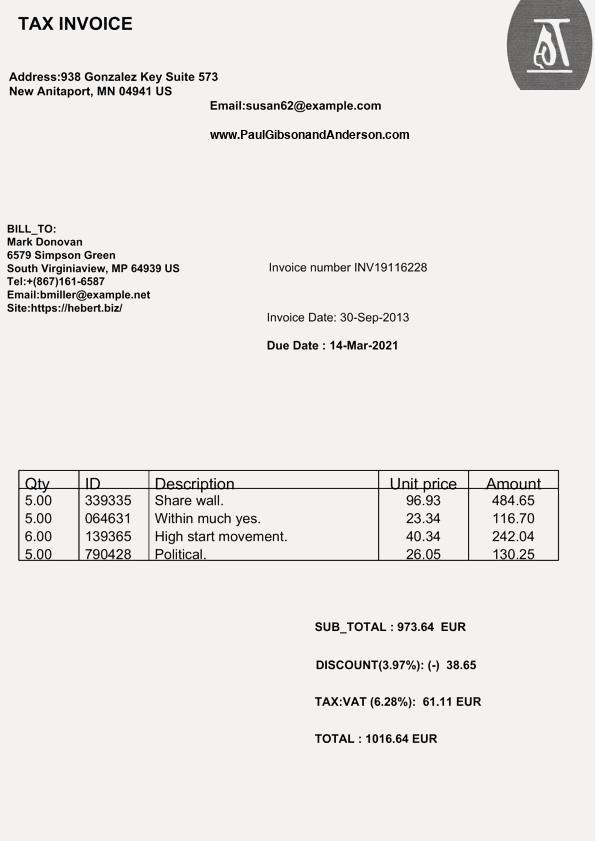 TAX INVOICE
Address:938 Gonzalez Key Suite 573
New Anitaport, MN 04941 US
Email:susan62@example.com
www.PaulGibsonandAnderson.com
BILL_TO:
Mark Donovan
6579 Simpson Green
South Virginiaview, MP 64939 US
Tel:+(867)161-6587
Email:bmiller@example.net
Site:https://hebert.biz/
Invoice number INV19116228
Invoice Date: 30-Sep-2013
Due Date : 14-Mar-2021
Qty ID Description Unit price Amount
5.00 339335 Share wall. 96.93 484.65
5.00 064631 Within much yes. 23.34 116.70
6.00 139365 High start movement. 40.34 242.04
5.00 790428 Political. 26.05 130.25
SUB_TOTAL : 973.64 EUR
DISCOUNT(3.97%): (-) 38.65
TAX:VAT (6.28%): 61.11 EUR
TOTAL : 1016.64 EUR